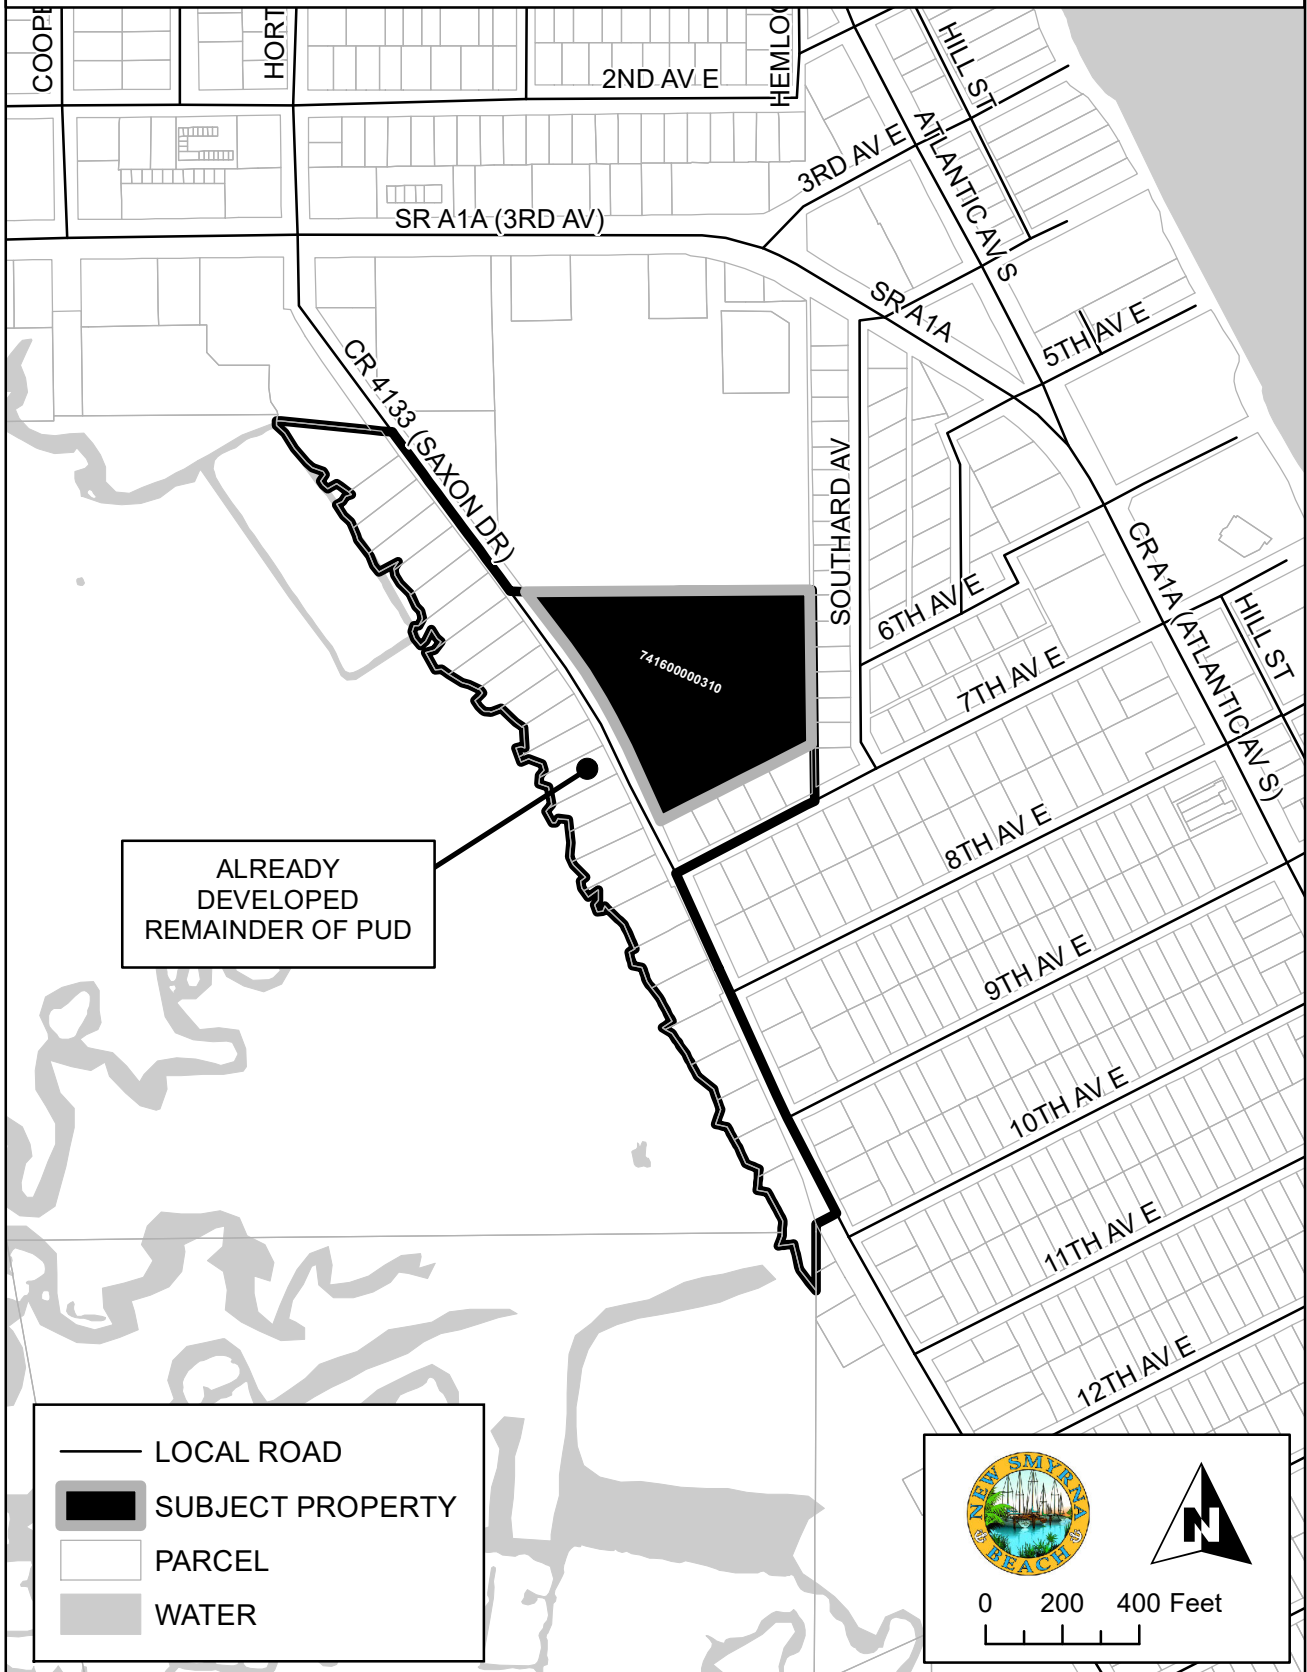 COOPE
HORT
HEMLOC
2ND AV E
HILL ST
ATLANTIC AV S
3RD AV E
SR A1A (3RD AV)
SR A1A
5TH AV E
CR 4133 (SAXON DR)
SOUTHARD AV
CR A1A (ATLANTIC AV S)
6TH AV E
HILL ST
741600000310
7TH AV E
8TH AV E
ALREADY
DEVELOPED
REMAINDER OF PUD
9TH AV E
10TH AV E
11TH AV E
12TH AV E
LOCAL ROAD
SUBJECT PROPERTY
PARCEL
WATER
NEW SMYRNA
BEACH
N
0 200 400 Feet